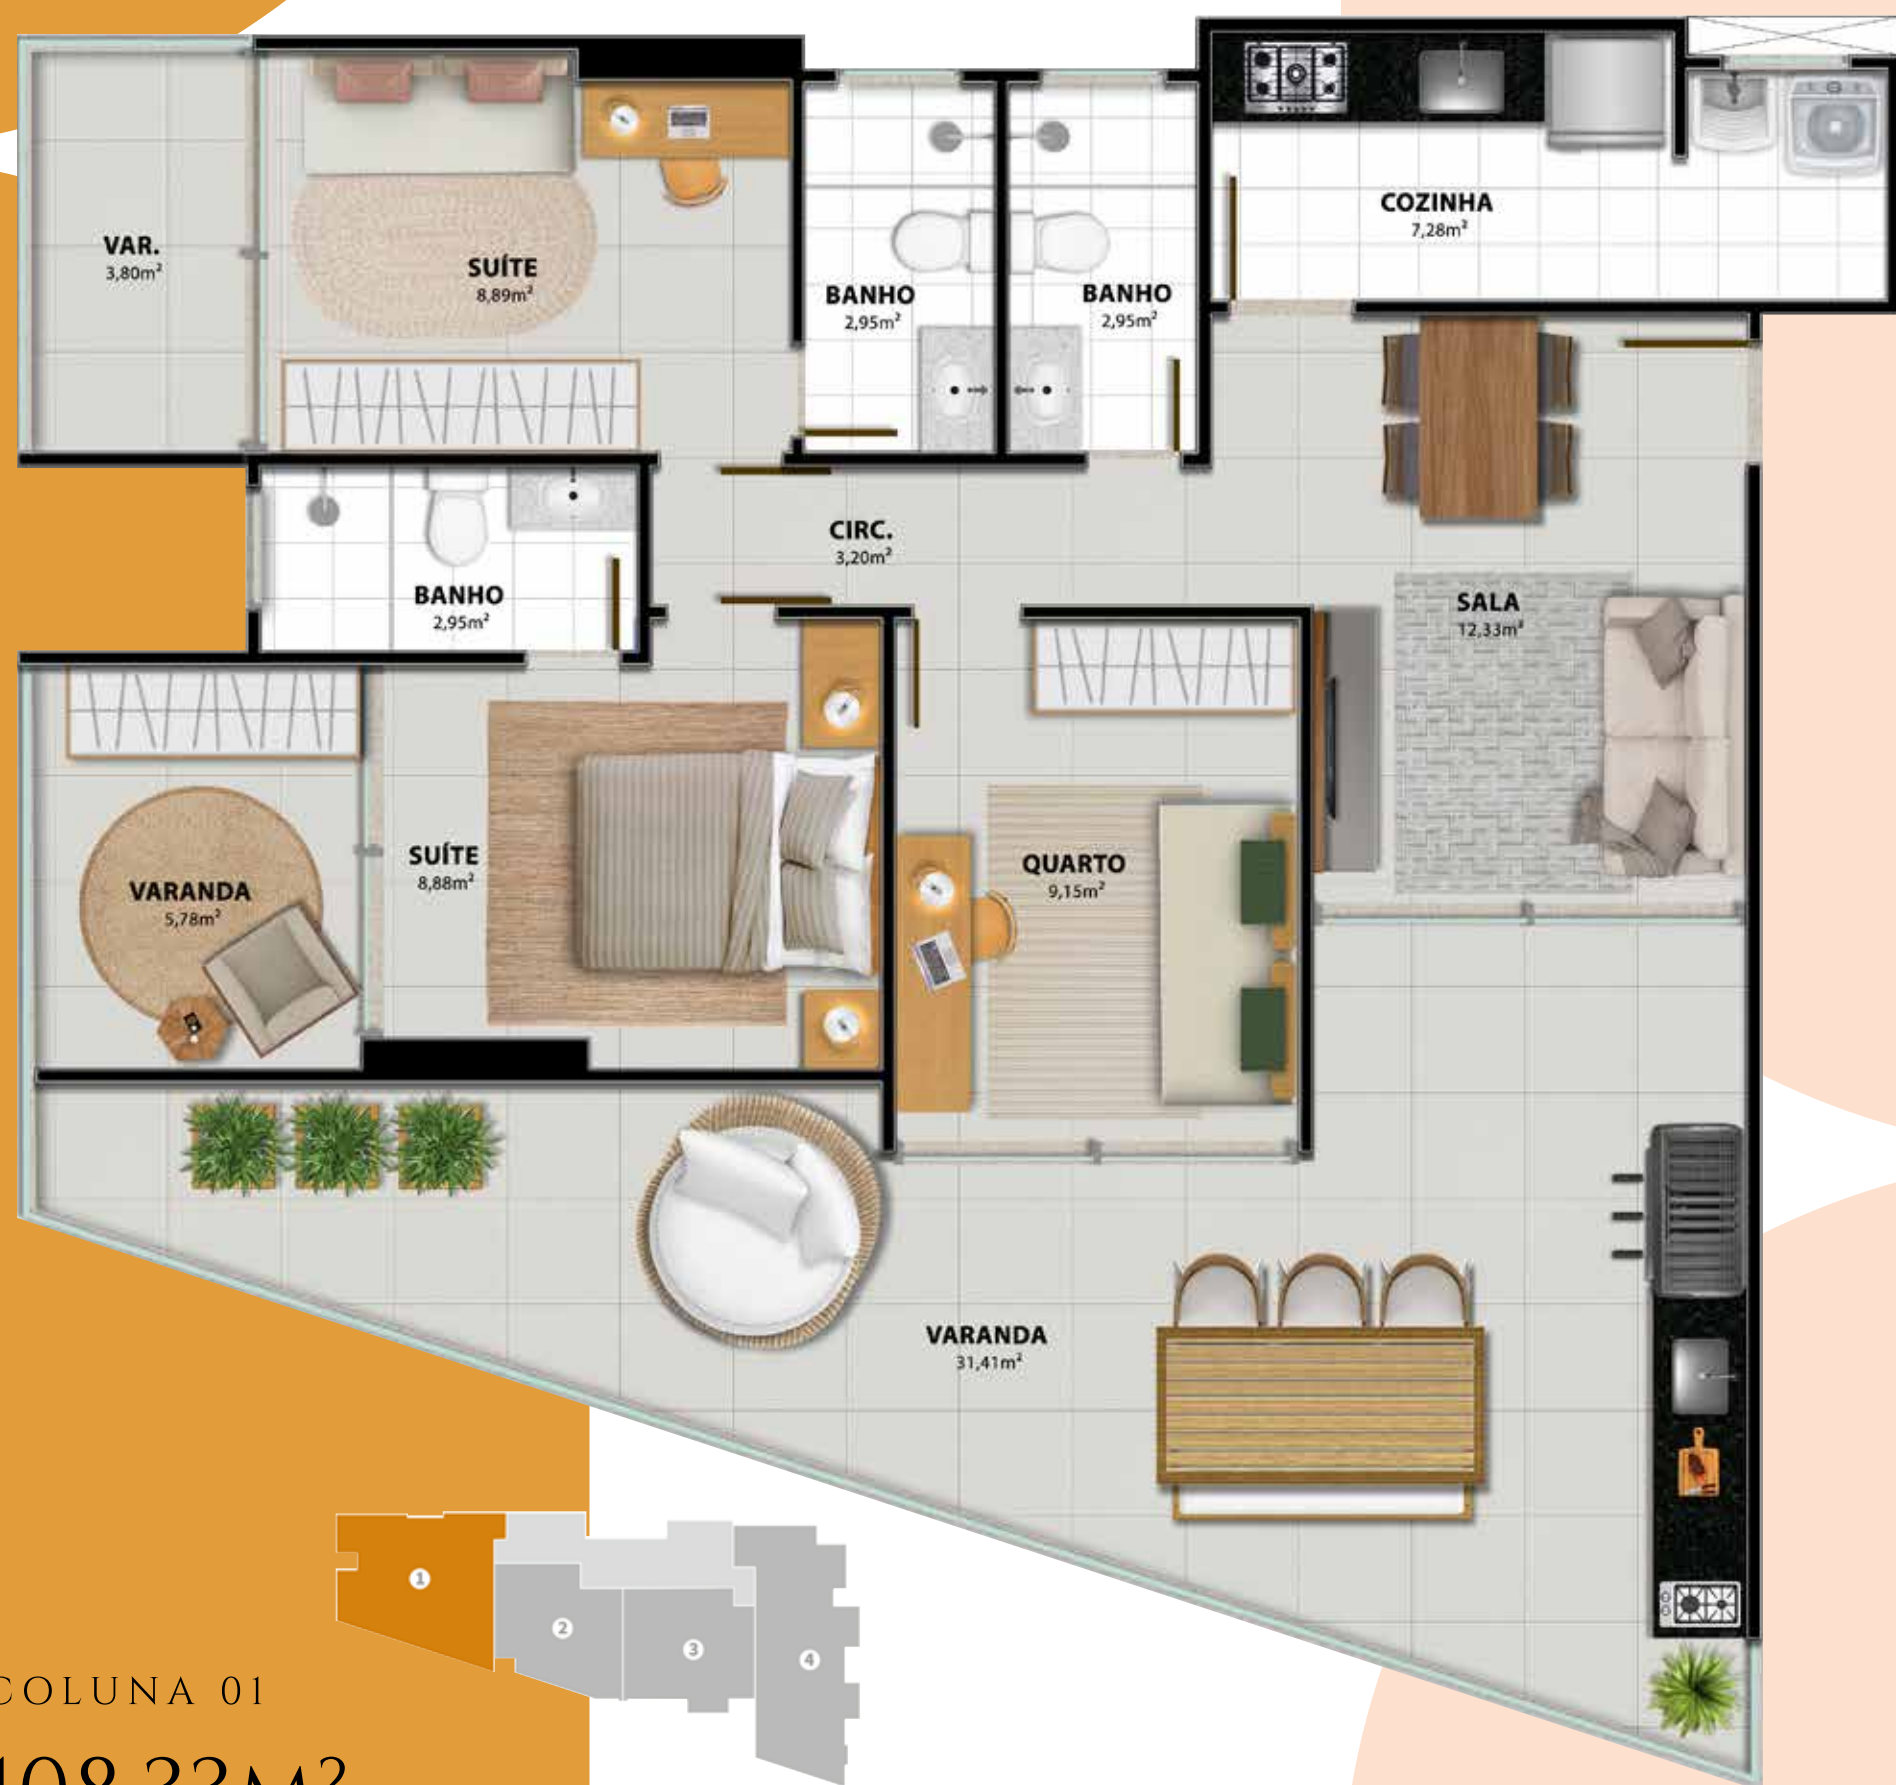 VAR.
3,80m²
SUÍTE
8,89m²
BANHO
2,95m²
BANHO
2,95m²
COZINHA
7,28m²
CIRC.
3,20m²
BANHO
2,95m²
SALA
12,33m²
VARANDA
5,78m²
SUÍTE
8,88m²
QUARTO
9,15m²
VARANDA
31,41m²
1
2
3
4
COLUNA 01
108,33M²